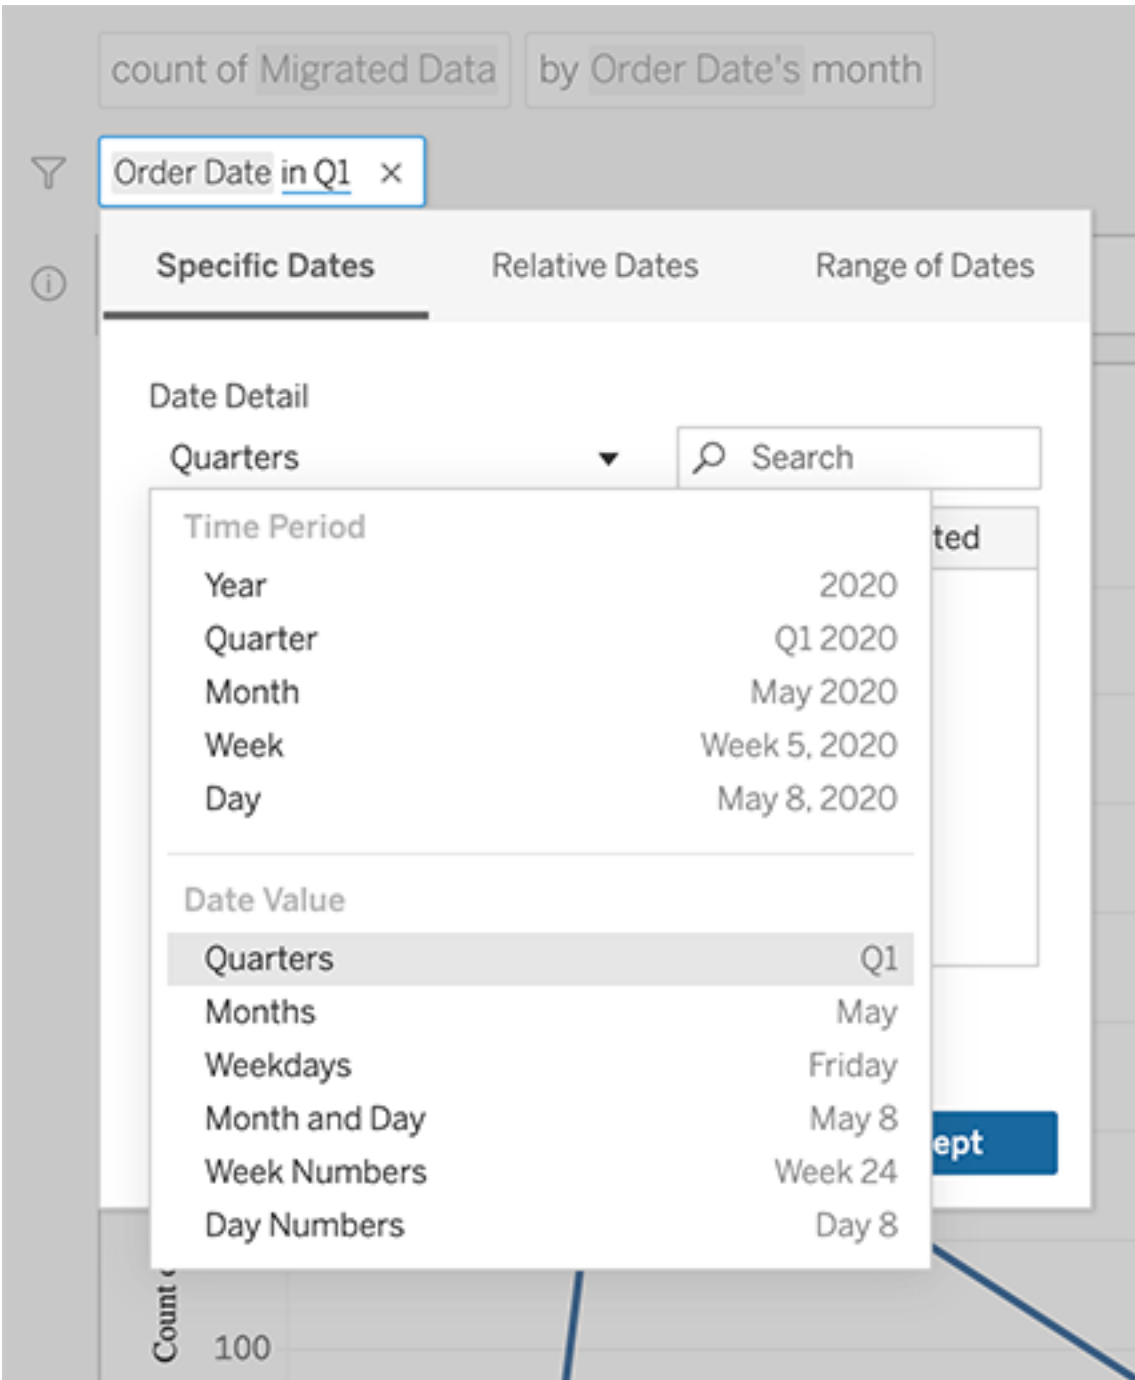 count of Migrated Data by Order Date's month
Order Date in Q1 ×
Specific Dates Relative Dates Range of Dates
Date Detail
Quarters Search
Time Period
ted
Year 2020
Quarter Q1 2020
Month May 2020
Week Week 5, 2020
Day May 8, 2020
Date Value
Quarters Q1
Months May
Weekdays Friday
Month and Day May 8
ept
Week Numbers Week 24
Day Numbers Day 8
Count
100